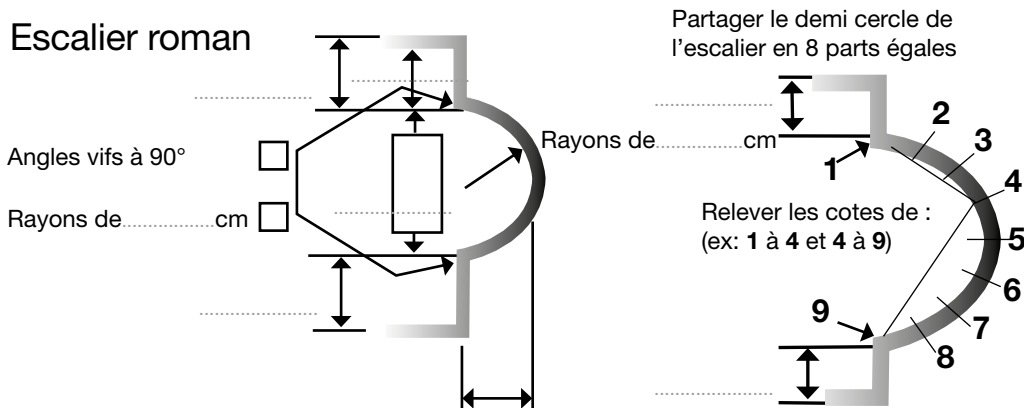 Escalier roman
Angles vifs à 90°
Rayons de...............cm
Rayons de..............cm
Partager le demi cercle de
l'escalier en 8 parts égales
Relever les cotes de :
(ex: 1 à 4 et 4 à 9)
1
2
3
4
5
6
7
8
9